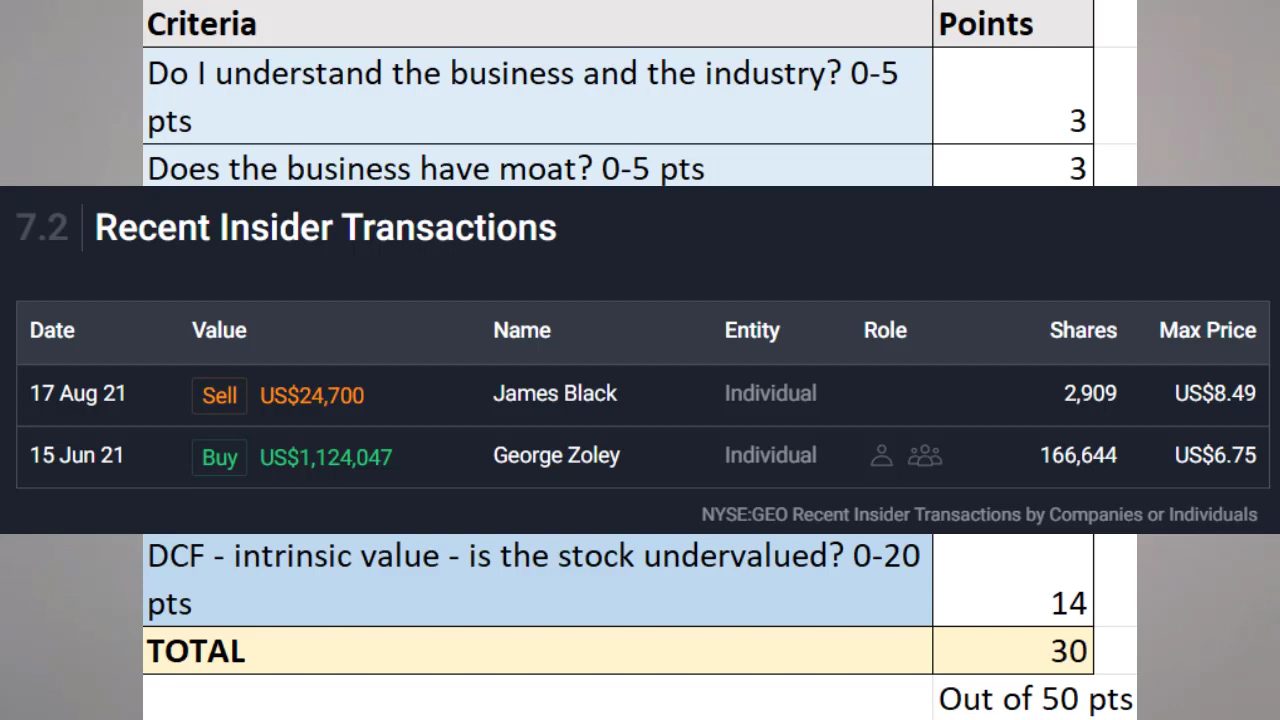 Criteria Points
Do I understand the business and the industry? 0-5
pts 3
Does the business have moat? 0-5 pts 3
7.2 Recent Insider Transactions
Date Value Name Entity Role Shares Max Price
17 Aug 21 Sell US$24,700 James Black Individual 2,909 US$8.49
15 Jun 21 Buy US$1,124,047 George Zoley Individual 166,644 US$6.75
NYSE:GEO Recent Insider Transactions by Companies or Individuals
DCF - intrinsic value - is the stock undervalued? 0-20
pts 14
TOTAL 30
Out of 50 pts